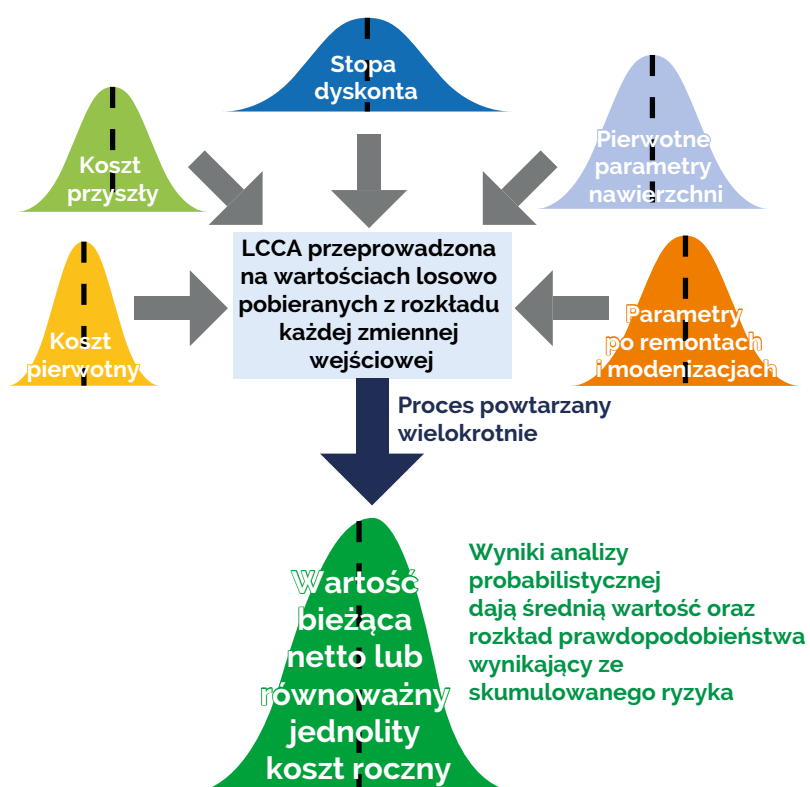 Stopa
dyskonta
Koszt
przyszły
Pierwotne
parametry
nawierzchni
Koszt
pierwotny
LCCA przeprowadzona
na wartościach losowo
pobieranych z rozkładu
każdej zmiennej
wejściowej
Parametry
po remontach
i modenizacjach
Proces powtarzany
wielokrotnie
Wartość
bieżąca
netto lub
równoważny
jednolity
koszt roczny
Wyniki analizy
probabilistycznej
dają średnią wartość oraz
rozkład prawdopodobieństwa
wynikający ze
skumulowanego ryzyka